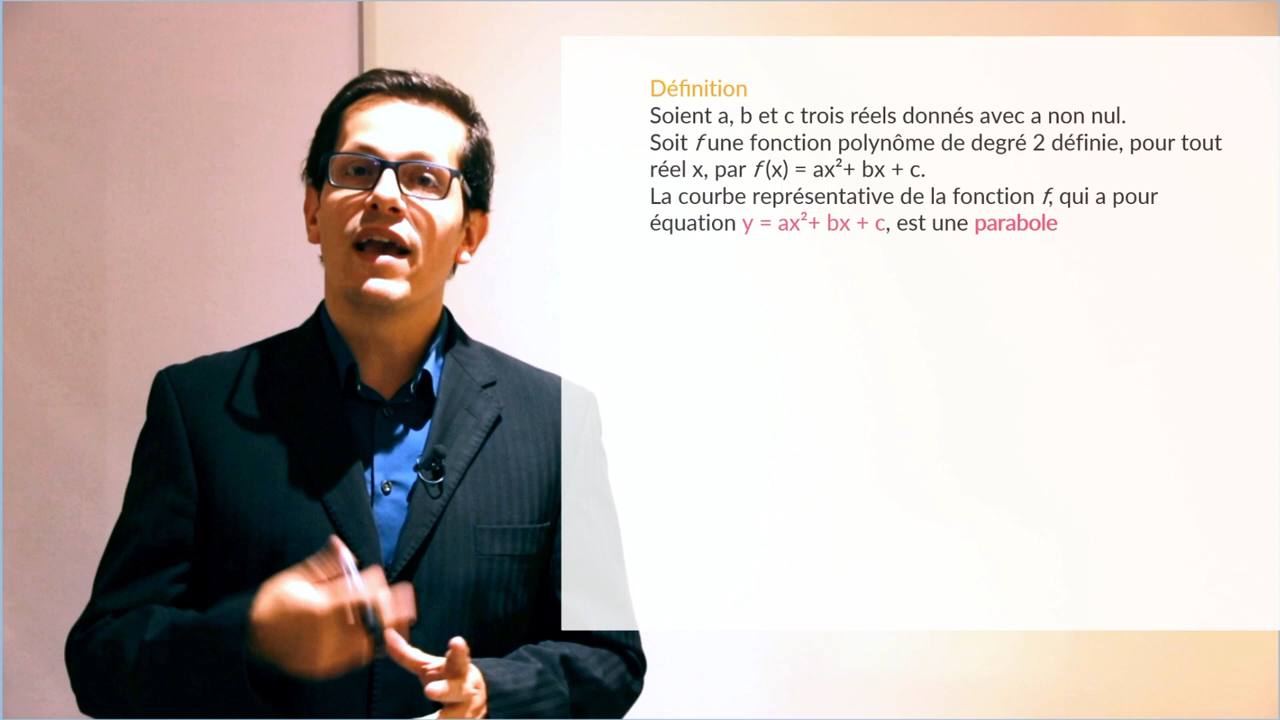 Définition
Soient a, b et c trois réels donnés avec a non nul.
Soit f une fonction polynôme de degré 2 définie, pour tout
réel x, par f (x) = ax²+ bx + c.
La courbe représentative de la fonction f, qui a pour
équation y = ax²+ bx + c, est une parabole